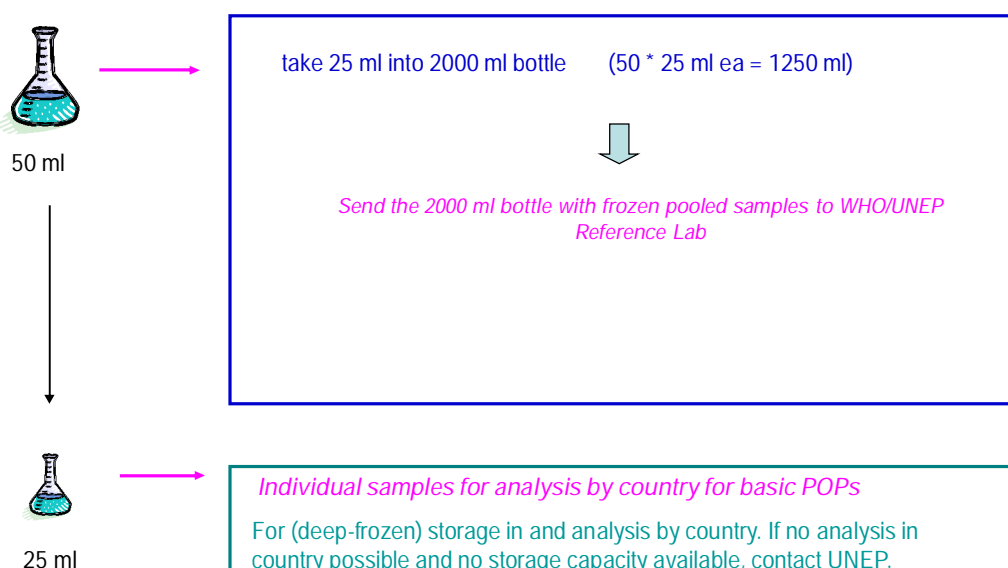 take 25 ml into 2000 ml bottle (50 * 25 ml ea = 1250 ml)
50 ml
Send the 2000 ml bottle with frozen pooled samples to WHO/UNEP
Reference Lab
Individual samples for analysis by country for basic POPs
For (deep-frozen) storage in and analysis by country. If no analysis in
25 ml
country possible and no storage capacity available, contact UNEP.